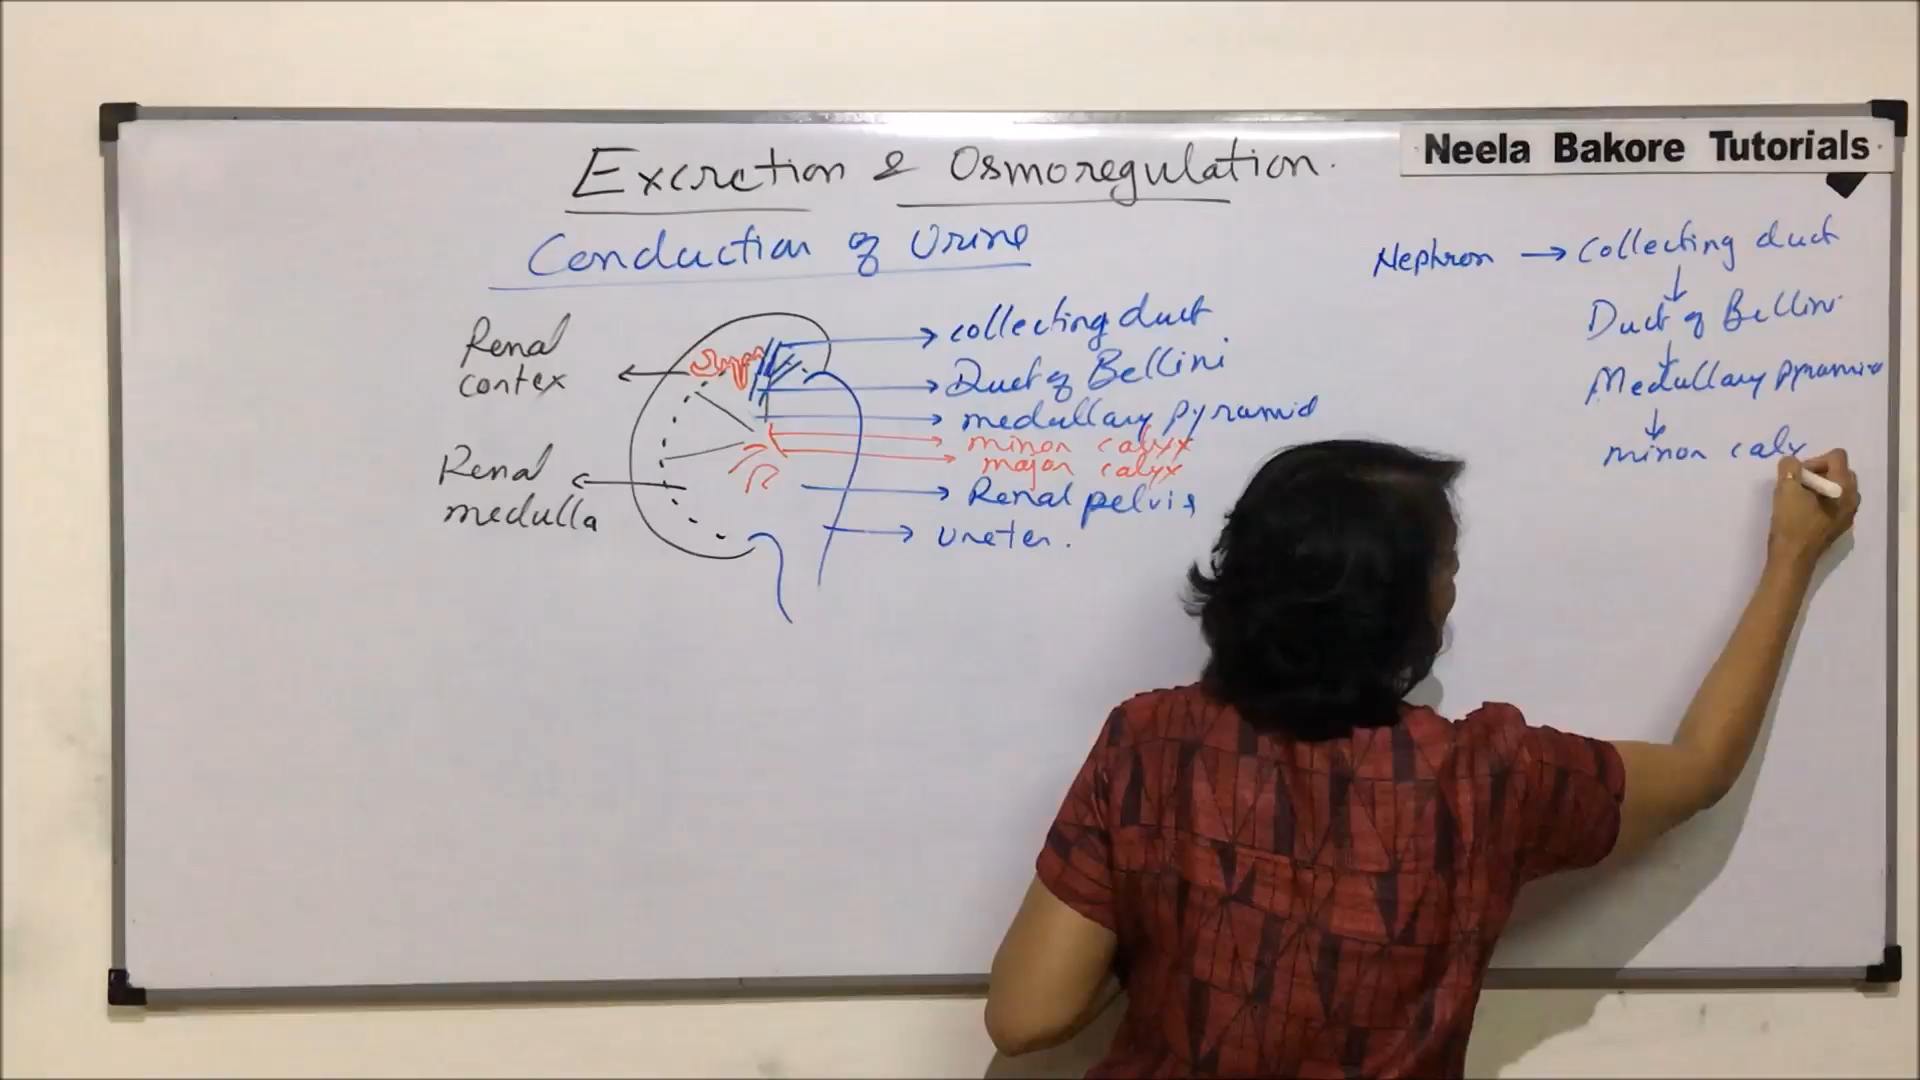 Neela Bakore Tutorials
Excretion & Osmoregulation.
Conduction of Urine
Renal
cortex
Renal
medulla
collecting duct
Duct of Bellini
medullary pyramid
minor calyx
major calyx
Renal pelvis
Ureter.
Nephron → Collecting duct
Duct of Bellini
Medullary pyramid
minor caly